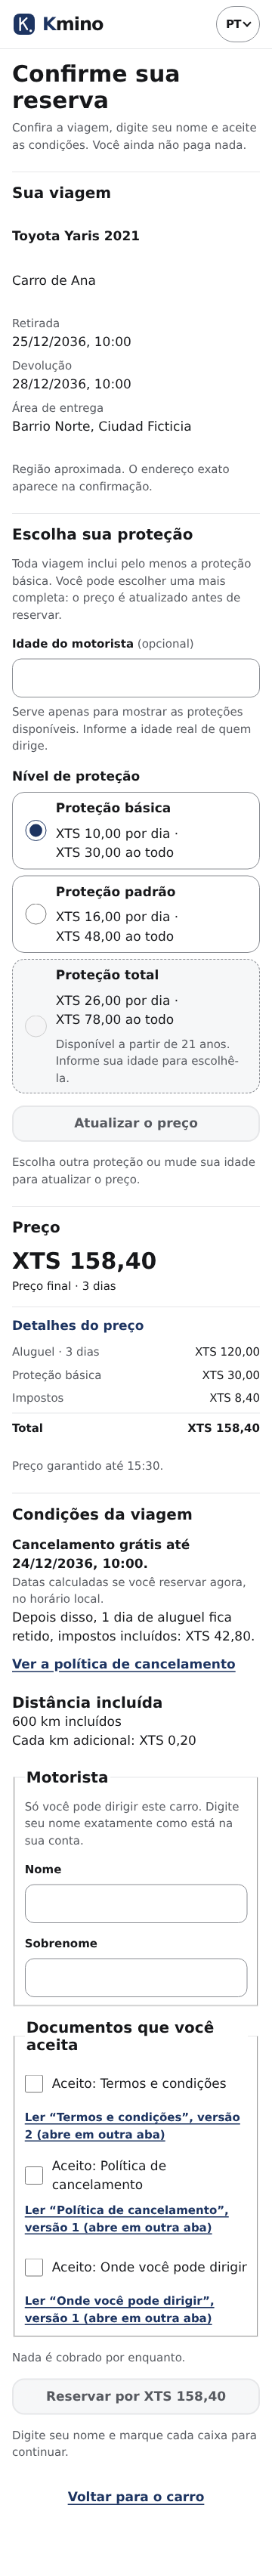 Kmino
PT
Confirme sua
reserva
Confira a viagem, digite seu nome e aceite
as condições. Você ainda não paga nada.
Sua viagem
Toyota Yaris 2021
Carro de Ana
Retirada
25/12/2036, 10:00
Devolução
28/12/2036, 10:00
Área de entrega
Barrio Norte, Ciudad Ficticia
Região aproximada. O endereço exato
aparece na confirmação.
Escolha sua proteção
Toda viagem inclui pelo menos a proteção
básica. Você pode escolher uma mais
completa: o preço é atualizado antes de
reservar.
Idade do motorista (opcional)
Serve apenas para mostrar as proteções
disponíveis. Informe a idade real de quem
dirige.
Nível de proteção
Proteção básica
XTS 10,00 por dia ·
XTS 30,00 ao todo
Proteção padrão
XTS 16,00 por dia ·
XTS 48,00 ao todo
Proteção total
XTS 26,00 por dia ·
XTS 78,00 ao todo
Disponível a partir de 21 anos.
Informe sua idade para escolhê-
la.
Atualizar o preço
Escolha outra proteção ou mude sua idade
para atualizar o preço.
Preço
XTS 158,40
Preço final · 3 dias
Detalhes do preço
Aluguel · 3 dias XTS 120,00
Proteção básica XTS 30,00
Impostos XTS 8,40
Total XTS 158,40
Preço garantido até 15:30.
Condições da viagem
Cancelamento grátis até
24/12/2036, 10:00.
Datas calculadas se você reservar agora,
no horário local.
Depois disso, 1 dia de aluguel fica
retido, impostos incluídos: XTS 42,80.
Ver a política de cancelamento
Distância incluída
600 km incluídos
Cada km adicional: XTS 0,20
Motorista
Só você pode dirigir este carro. Digite
seu nome exatamente como está na
sua conta.
Nome
Sobrenome
Documentos que você
aceita
Aceito: Termos e condições
Ler “Termos e condições”, versão
2 (abre em outra aba)
Aceito: Política de
cancelamento
Ler “Política de cancelamento”,
versão 1 (abre em outra aba)
Aceito: Onde você pode dirigir
Ler “Onde você pode dirigir”,
versão 1 (abre em outra aba)
Nada é cobrado por enquanto.
Reservar por XTS 158,40
Digite seu nome e marque cada caixa para
continuar.
Voltar para o carro